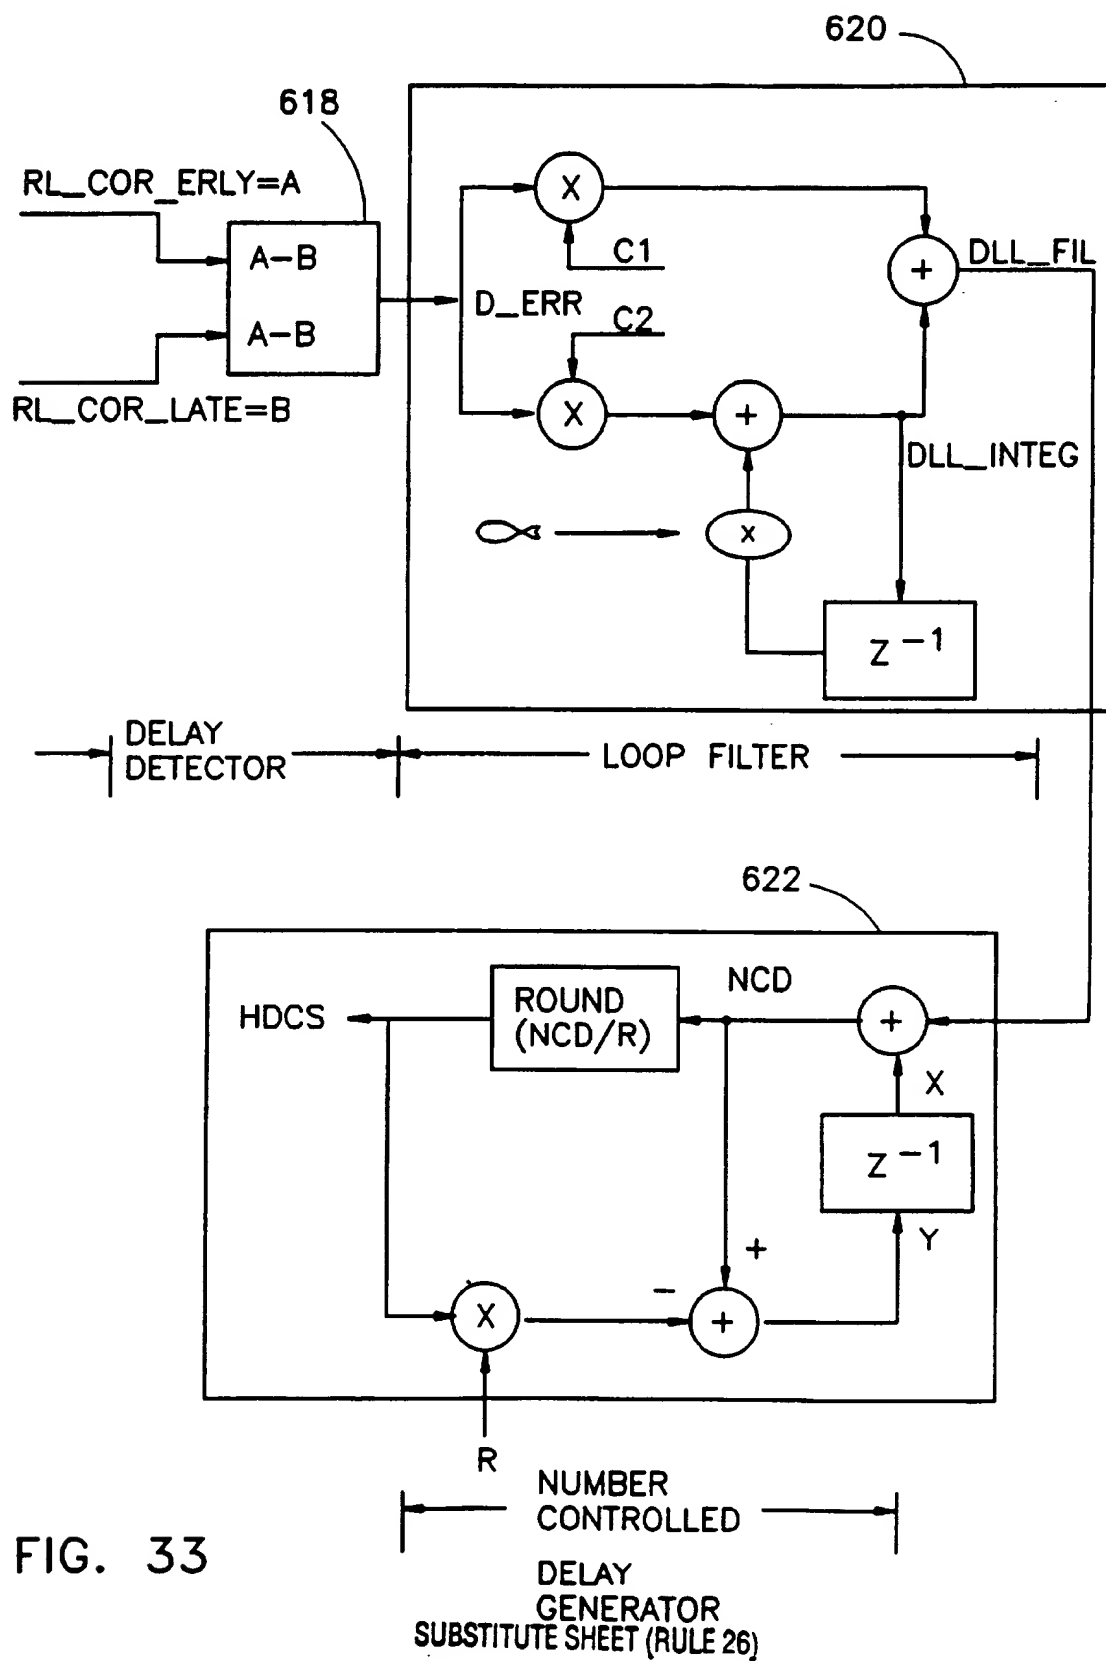 620
618
RL_COR_ERLY=A
X
A-B
C1
+
DLL_FIL
D_ERR
C2
A-B
RL_COR_LATE=B
X
+
DLL_INTEG
∝
x
Z⁻¹
DELAY
DETECTOR
LOOP FILTER
622
HDCS
ROUND
(NCD/R)
NCD
+
X
Z⁻¹
Y
+
-
X
+
R
NUMBER
CONTROLLED
FIG. 33
DELAY
GENERATOR
SUBSTITUTE SHEET (RULE 26)